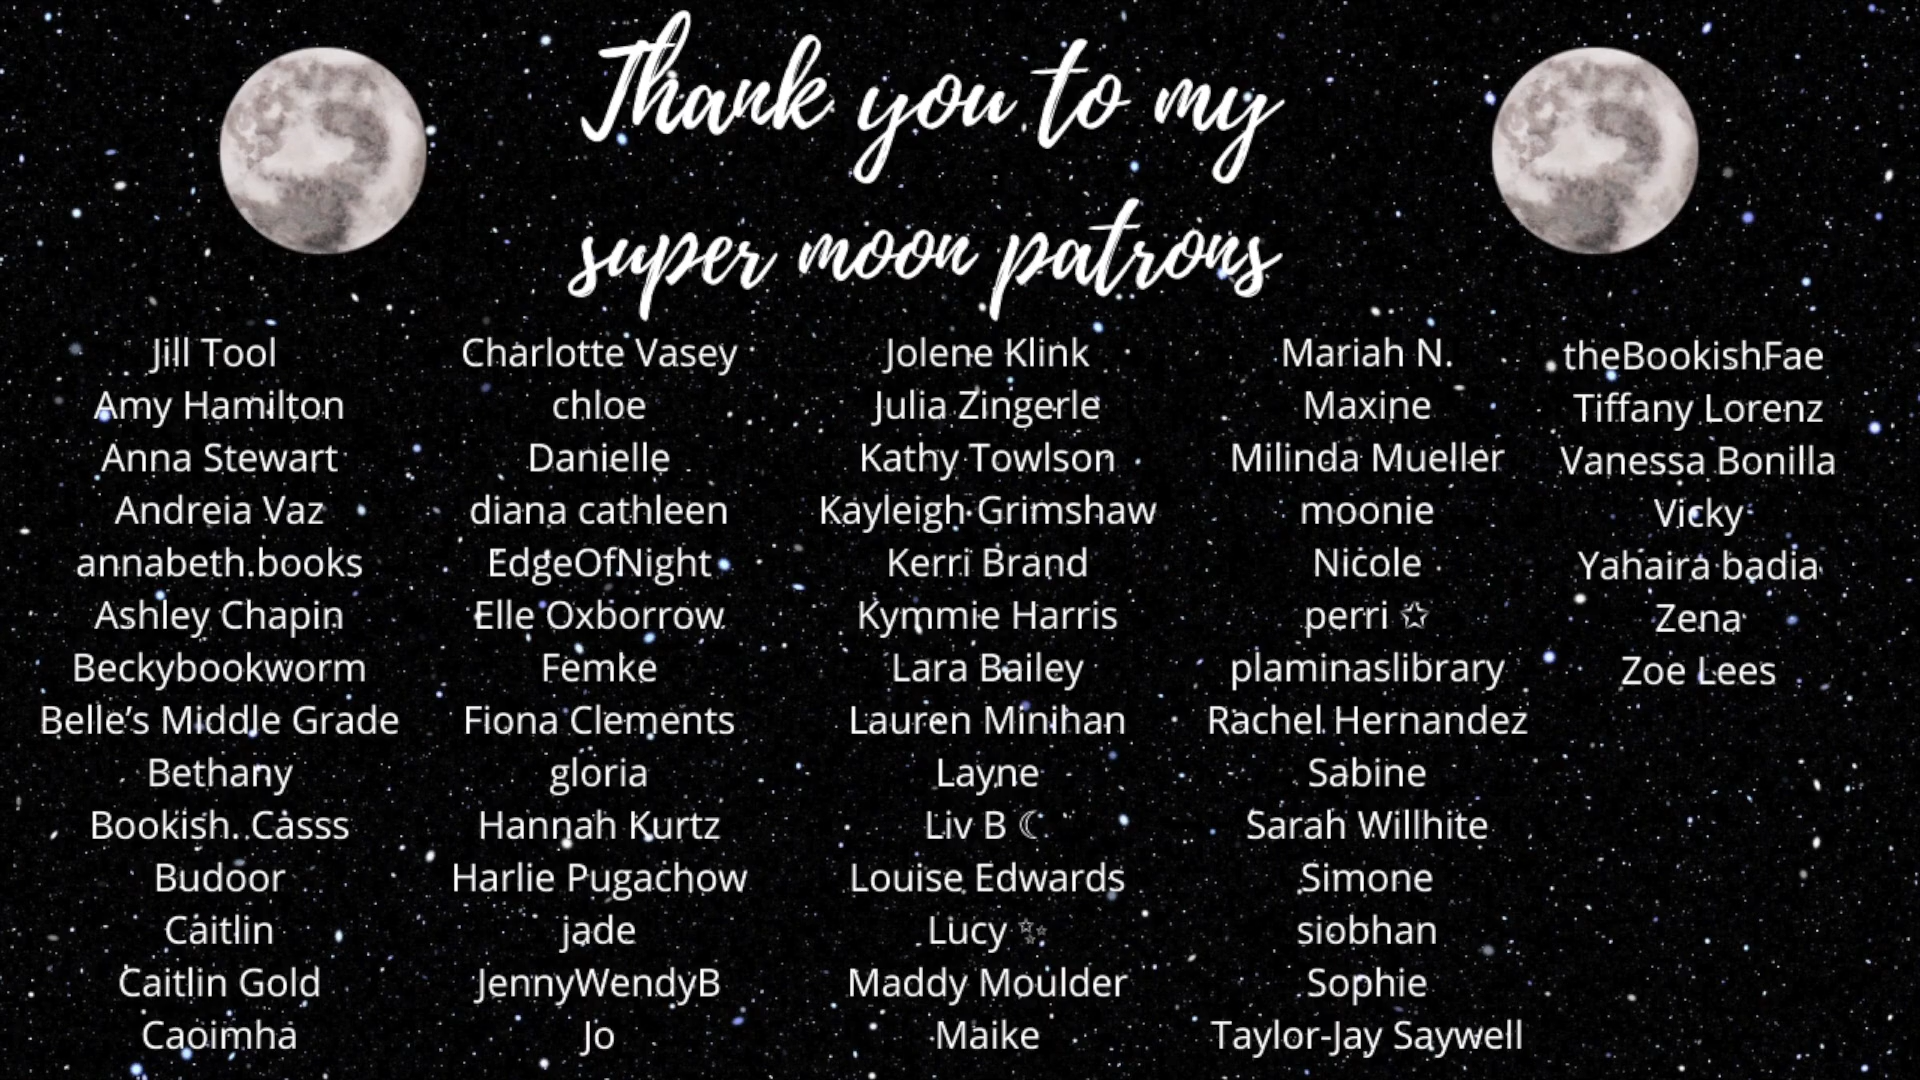 Thank you to my
super moon patrons
Jill Tool
Amy Hamilton
Anna Stewart
Andreia Vaz
annabeth.books
Ashley Chapin
Beckybookworm
Belle’s Middle Grade
Bethany
Bookish. Casss
Budoor
Caitlin
Caitlin Gold
Caoimha
Charlotte Vasey
chloe
Danielle
diana cathleen
EdgeOfNight
Elle Oxborrow
Femke
Fiona Clements
gloria
Hannah Kurtz
Harlie Pugachow
jade
JennyWendyB
Jo
Jolene Klink
Julia Zingerle
Kathy Towlson
Kayleigh Grimshaw
Kerri Brand
Kymmie Harris
Lara Bailey
Lauren Minihan
Layne
Liv B ☾
Louise Edwards
Lucy ✨
Maddy Moulder
Maike
Mariah N.
Maxine
Milinda Mueller
moonie
Nicole
perri ✩
plaminaslibrary
Rachel Hernandez
Sabine
Sarah Willhite
Simone
siobhan
Sophie
Taylor-Jay Saywell
theBookishFae
Tiffany Lorenz
Vanessa Bonilla
Vicky
Yahaira badia
Zena
Zoe Lees